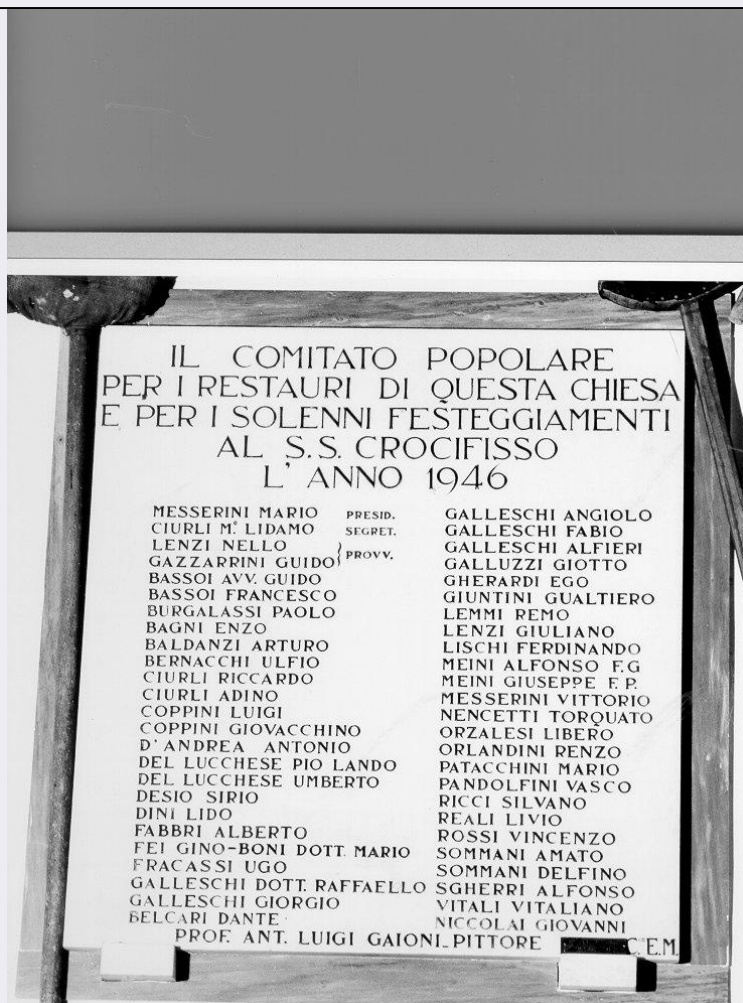 IL COMITATO POPOLARE
PER I RESTAURI DI QUESTA CHIESA
E PER I SOLENNI FESTEGGIAMENTI
AL S.S. CROCIFISSO
L' ANNO 1946
MESSERINI MARIO PRESID.
CIURLI M.º LIDAMO SEGRET.
LENZI NELLO
GAZZARRINI GUIDO } PROVV.
BASSOI AVV. GUIDO
BASSOI FRANCESCO
BURGALASSI PAOLO
BAGNI ENZO
BALDANZI ARTURO
BERNACCHI ULFIO
CIURLI RICCARDO
CIURLI ADINO
COPPINI LUIGI
COPPINI GIOVACCHINO
D'ANDREA ANTONIO
DEL LUCCHESE PIO LANDO
DEL LUCCHESE UMBERTO
DESIO SIRIO
DINI LIDO
FABBRI ALBERTO
FEI GINO-BONI DOTT. MARIO
FRACASSI UGO
GALLESCHI DOTT. RAFFAELLO
GALLESCHI GIORGIO
BELCARI DANTE
GALLESCHI ANGIOLO
GALLESCHI FABIO
GALLESCHI ALFIERI
GALLUZZI GIOTTO
GHERARDI EGO
GIUNTINI GUALTIERO
LEMMI REMO
LENZI GIULIANO
LISCHI FERDINANDO
MEINI ALFONSO F.G
MEINI GIUSEPPE F.P.
MESSERINI VITTORIO
NENCETTI TORQUATO
ORZALESI LIBERO
ORLANDINI RENZO
PATACCHINI MARIO
PANDOLFINI VASCO
RICCI SILVANO
REALI LIVIO
ROSSI VINCENZO
SOMMANI AMATO
SOMMANI DELFINO
SGHERRI ALFONSO
VITALI VITALIANO
NICCOLAI GIOVANNI
PROF. ANT. LUIGI GAIONI-PITTORE C.E.M.